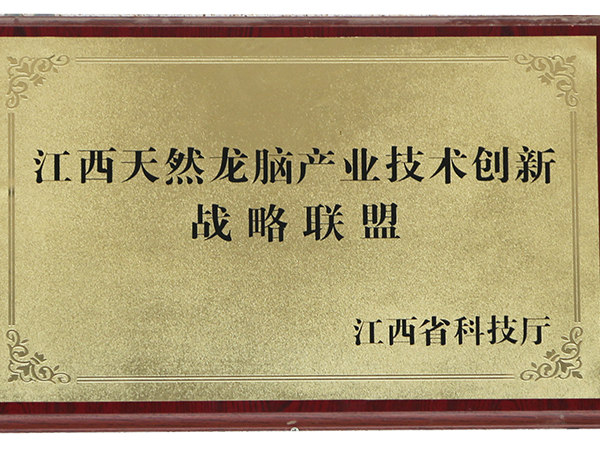 江西天然龙脑产业技术创新
战略联盟
江西省科技厅